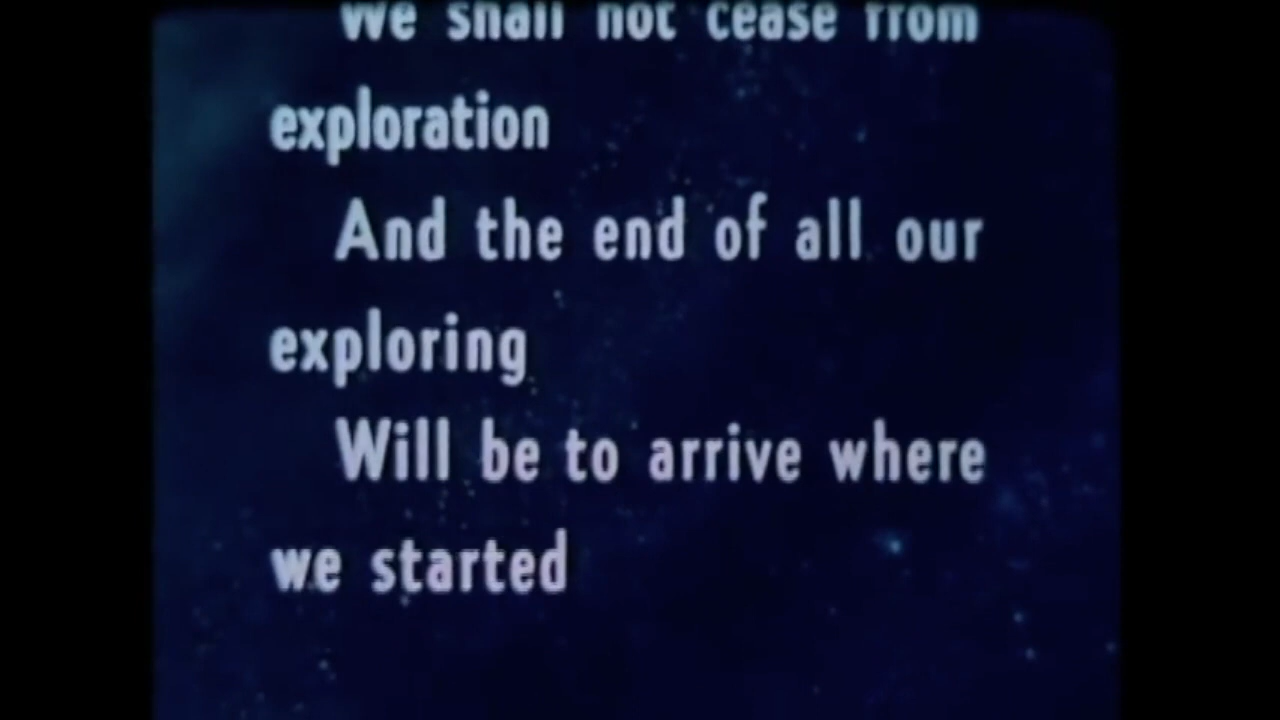 We shall not cease from
exploration
And the end of all our
exploring
Will be to arrive where
we started